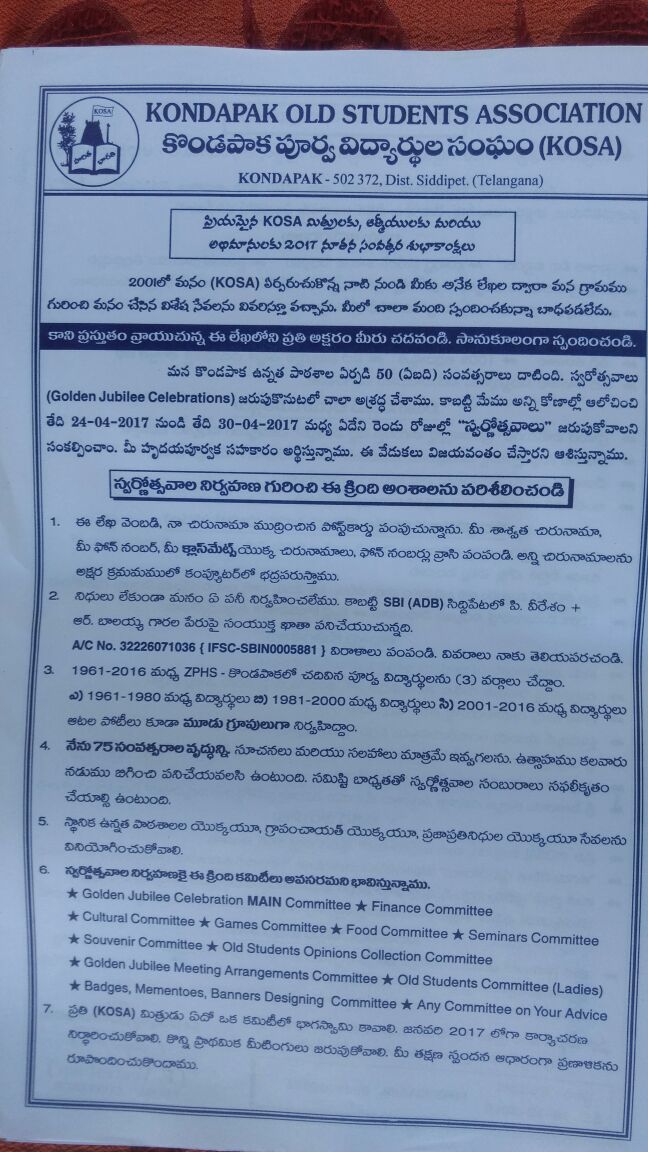 KOSA
KONDAPAK OLD STUDENTS ASSOCIATION
కొండపాక పూర్వ విద్యార్థుల సంఘం (KOSA)
KONDAPAK - 502 372, Dist. Siddipet. (Telangana)
ప్రియమైన KOSA మిత్రులకు, ఆత్మీయులకు మరియు
అభిమానులకు 2017 నూతన సంవత్సర శుభాకాంక్షలు
2001లో మనం (KOSA) ఏర్పరుచుకొన్న నాటి నుండి మీకు అనేక లేఖల ద్వారా మన గ్రామము
గురించి మనం చేసిన విశేష సేవలను వివరిస్తూ వచ్చాను. మీలో చాలా మంది స్పందించకున్నా బాధపడలేదు.
కాని ప్రస్తుతం వ్రాయుచున్న ఈ లేఖలోని ప్రతి అక్షరం మీరు చదవండి. సానుకూలంగా స్పందించండి.
మన కొండపాక ఉన్నత పాఠశాల ఏర్పడి 50 (ఏబది) సంవత్సరాలు దాటింది. స్వరోత్సవాలు
(Golden Jubilee Celebrations) జరుపుకొనుటలో చాలా అశ్రద్ధ చేశాము. కాబట్టి మేము అన్ని కోణాల్లో ఆలోచించి
తేది 24-04-2017 నుండి తేది 30-04-2017 మధ్య ఏదేని రెండు రోజుల్లో "స్వర్ణోత్సవాలు" జరుపుకోవాలని
సంకల్పించాం. మీ హృదయపూర్వక సహకారం అర్థిస్తున్నాము. ఈ వేడుకలు విజయవంతం చేస్తారని ఆశిస్తున్నాము.
స్వర్ణోత్సవాల నిర్వహణ గురించి ఈ క్రింది అంశాలను పరిశీలించండి
1. ఈ లేఖ వెంబడి, నా చిరునామా ముద్రించిన పోస్ట్‌కార్డు పంపుచున్నాను. మీ శాశ్వత చిరునామా,
మీ ఫోన్ నంబర్, మీ క్లాస్‌మేట్స్ యొక్క చిరునామాలు, ఫోన్ నంబర్లు వ్రాసి పంపండి. అన్ని చిరునామాలను
అక్షర క్రమమములో కంప్యూటర్‌లో భద్రపరుస్తాము.
2. నిధులు లేకుండా మనం ఏ పనీ నిర్వహించలేము. కాబట్టి SBI (ADB) సిద్దిపేటలో పి. వీరేశం +
ఆర్. బాలయ్య గారల పేరుపై సంయుక్త ఖాతా పనిచేయుచున్నది.
A/C No. 32226071036 { IFSC-SBIN0005881 } విరాళాలు పంపండి. వివరాలు నాకు తెలియపరచండి.
3. 1961-2016 మధ్య ZPHS - కొండపాకలో చదివిన పూర్వ విద్యార్థులను (3) వర్గాలు చేద్దాం.
ఎ) 1961-1980 మధ్య విద్యార్థులు బి) 1981-2000 మధ్య విద్యార్థులు సి) 2001-2016 మధ్య విద్యార్థులు
ఆటల పోటీలు కూడా మూడు గ్రూపులుగా నిర్వహిద్దాం.
4. నేను 75 సంవత్సరాల వృద్ధున్ని. సూచనలు మరియు సలహాలు మాత్రమే ఇవ్వగలను. ఉత్సాహము కలవారు
నడుము బిగించి పనిచేయవలసి ఉంటుంది. సమిష్టి బాధ్యతతో స్వర్ణోత్సవాల సంబురాలు సఫలీకృతం
చేయాల్సి ఉంటుంది.
5. స్థానిక ఉన్నత పాఠశాలల యొక్కయూ, గ్రామపంచాయత్ యొక్కయూ, ప్రజాప్రతినిధుల యొక్కయూ సేవలను
వినియోగించుకోవాలి.
6. స్వర్ణోత్సవాల నిర్వహణకై ఈ క్రింది కమిటీలు అవసరమని భావిస్తున్నాము.
★ Golden Jubilee Celebration MAIN Committee ★ Finance Committee
★ Cultural Committee ★ Games Committee ★ Food Committee ★ Seminars Committee
★ Souvenir Committee ★ Old Students Opinions Collection Committee
★ Golden Jubilee Meeting Arrangements Committee ★ Old Students Committee (Ladies)
★ Badges, Mementoes, Banners Designing Committee ★ Any Committee on Your Advice
7. ప్రతి (KOSA) మిత్రుడు ఏదో ఒక కమిటీలో భాగస్వామి కావాలి. జనవరి 2017 లోగా కార్యాచరణ
నిర్ధారించుకోవాలి. కొన్ని ప్రాథమిక మీటింగులు జరుపుకోవాలి. మీ తక్షణ స్పందన ఆధారంగా ప్రణాళికను
రూపొందించుకొందాము.